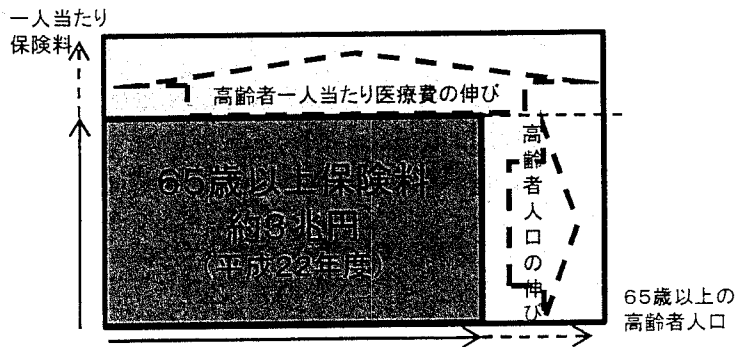 一人当たり
保険料
高齢者一人当たり医療費の伸び
65歳以上保険料
約3兆円
(平成22年度)
高齢者人口の伸び
65歳以上の
高齢者人口